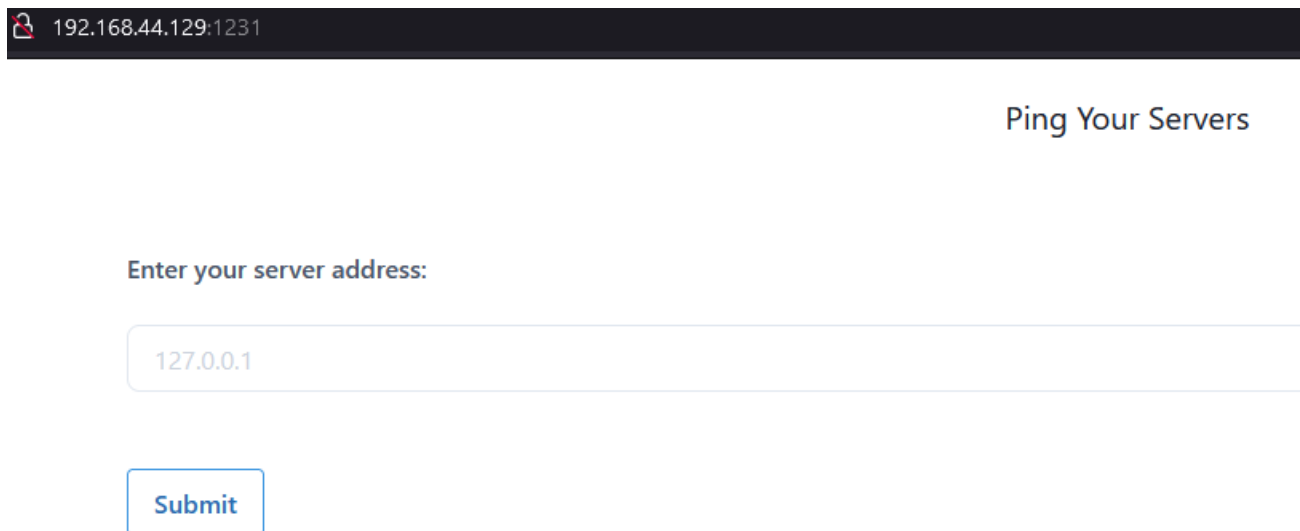 192.168.44.129:1231
Ping Your Servers
Enter your server address:
127.0.0.1
Submit